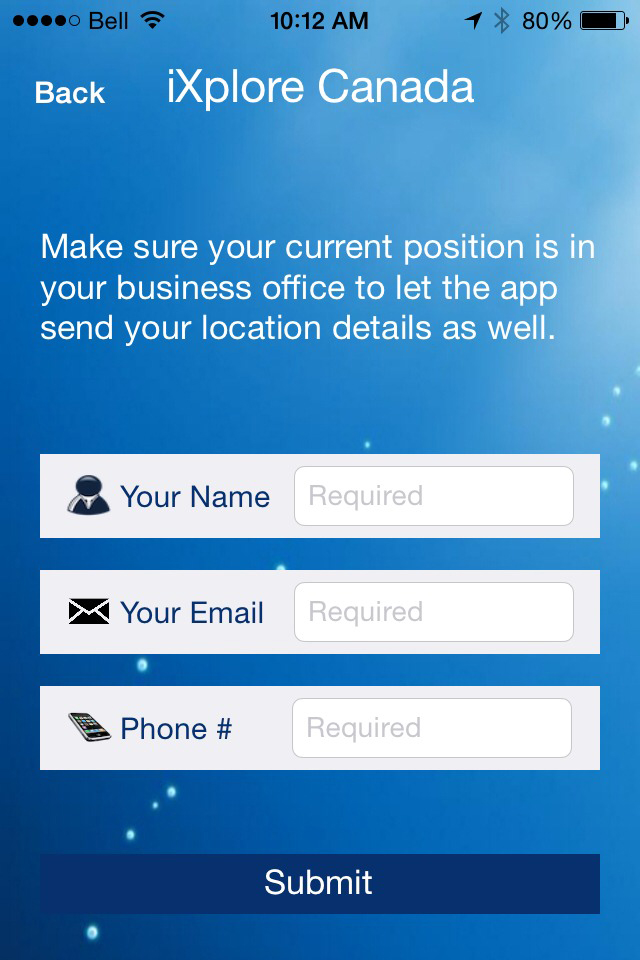 Bell 10:12 AM 80%
Back iXplore Canada
Make sure your current position is in
your business office to let the app
send your location details as well.
Your Name Required
Your Email Required
Phone # Required
Submit